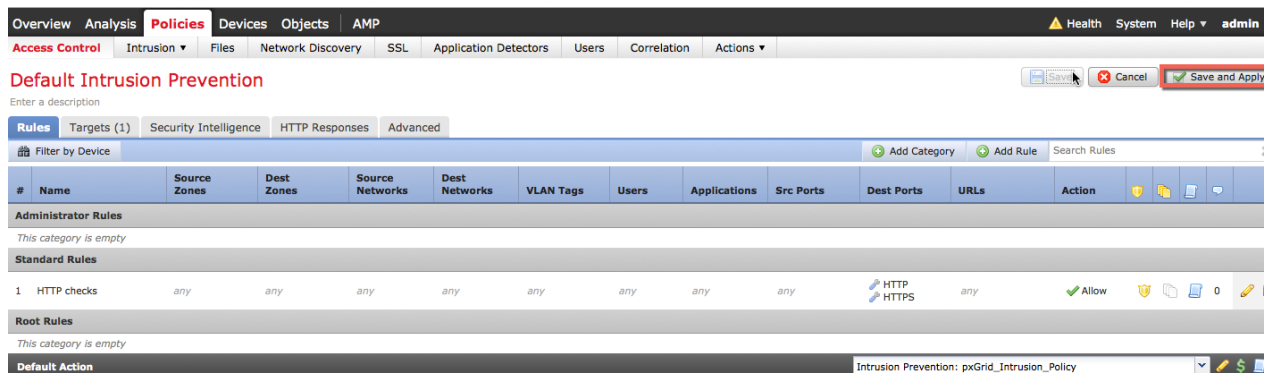 Overview Analysis Policies Devices Objects AMP Health System Help ▾ admin
Access Control Intrusion ▾ Files Network Discovery SSL Application Detectors Users Correlation Actions ▾
Default Intrusion Prevention Save Cancel Save and Apply
Enter a description
Rules Targets (1) Security Intelligence HTTP Responses Advanced
Filter by Device Add Category Add Rule Search Rules
# Name Source Zones Dest Zones Source Networks Dest Networks VLAN Tags Users Applications Src Ports Dest Ports URLs Action
Administrator Rules
This category is empty
Standard Rules
1 HTTP checks any any any any any any any any HTTP HTTPS any Allow 0
Root Rules
This category is empty
Default Action Intrusion Prevention: pxGrid_Intrusion_Policy